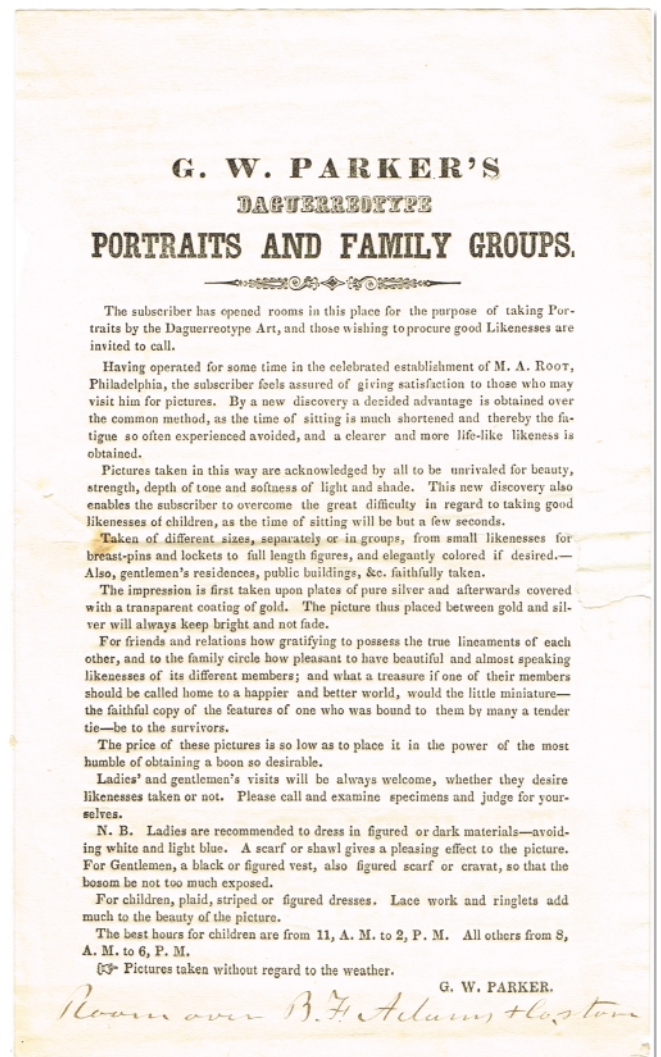 G. W. PARKER'S
DAGUERREOTYPE
PORTRAITS AND FAMILY GROUPS.
The subscriber has opened rooms in this place for the purpose of taking Por-
traits by the Daguerreotype Art, and those wishing to procure good Likenesses are
invited to call.
Having operated for some time in the celebrated establishment of M. A. ROOT,
Philadelphia, the subscriber feels assured of giving satisfaction to those who may
visit him for pictures. By a new discovery a decided advantage is obtained over
the common method, as the time of sitting is much shortened and thereby the fa-
tigue so often experienced avoided, and a clearer and more life-like likeness is
obtained.
Pictures taken in this way are acknowledged by all to be unrivaled for beauty,
strength, depth of tone and softness of light and shade. This new discovery also
enables the subscriber to overcome the great difficulty in regard to taking good
likenesses of children, as the time of sitting will be but a few seconds.
Taken of different sizes, separately or in groups, from small likenesses for
breast-pins and lockets to full length figures, and elegantly colored if desired.—
Also, gentlemen's residences, public buildings, &c. faithfully taken.
The impression is first taken upon plates of pure silver and afterwards covered
with a transparent coating of gold. The picture thus placed between gold and sil-
ver will always keep bright and not fade.
For friends and relations how gratifying to possess the true lineaments of each
other, and to the family circle how pleasant to have beautiful and almost speaking
likenesses of its different members; and what a treasure if one of their members
should be called home to a happier and better world, would the little miniature—
the faithful copy of the features of one who was bound to them by many a tender
tie—be to the survivors.
The price of these pictures is so low as to place it in the power of the most
humble of obtaining a boon so desirable.
Ladies' and gentlemen's visits will be always welcome, whether they desire
likenesses taken or not. Please call and examine specimens and judge for your-
selves.
N. B. Ladies are recommended to dress in figured or dark materials—avoid-
ing white and light blue. A scarf or shawl gives a pleasing effect to the picture.
For Gentlemen, a black or figured vest, also figured scarf or cravat, so that the
bosom be not too much exposed.
For children, plaid, striped or figured dresses. Lace work and ringlets add
much to the beauty of the picture.
The best hours for children are from 11, A. M. to 2, P. M. All others from 8,
A. M. to 6, P. M.
☞ Pictures taken without regard to the weather.
G. W. PARKER.
Room over B. F. Adams